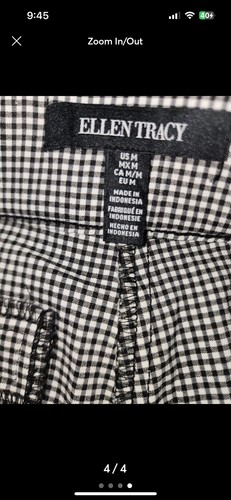 9:45
40
Zoom In/Out
ELLEN TRACY
US M
MX M
CA M/M
EU M
MADE IN
INDONESIA
FABRIQUÉ EN
INDONESIE
HECHO EN
INDONESIA
4 / 4